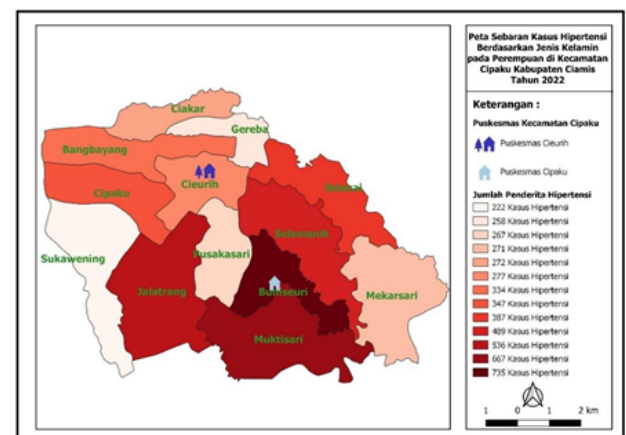 Peta Sebaran Kasus Hipertensi
Berdasarkan Jenis Kelamin
pada Perempuan di Kecamatan
Cipaku Kabupaten Ciamis
Tahun 2022
Keterangan :
Puskesmas Kecamatan Cipaku
Puskesmas Cieurih
Puskesmas Cipaku
Jumlah Penderita Hipertensi
222 Kasus Hipertensi
258 Kasus Hipertensi
267 Kasus Hipertensi
271 Kasus Hipertensi
272 Kasus Hipertensi
277 Kasus Hipertensi
334 Kasus Hipertensi
347 Kasus Hipertensi
387 Kasus Hipertensi
489 Kasus Hipertensi
536 Kasus Hipertensi
667 Kasus Hipertensi
735 Kasus Hipertensi
1 0 1 2 km
Ciakar
Gereba
Bangbayang
Cieurih
Cipaku
Selamanik
Sukawening
Pusakasari
Jalatrang
Buniseuri
Mekarsari
Muktisari